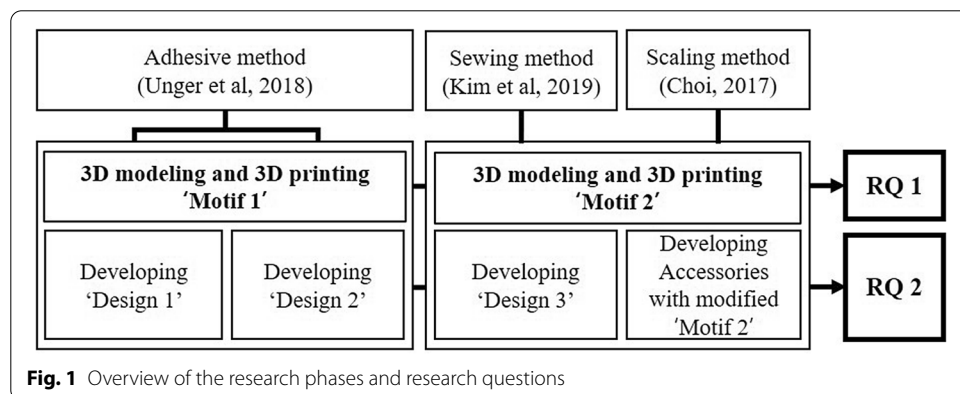 Adhesive method
(Unger et al, 2018)
Sewing method
(Kim et al, 2019)
Scaling method
(Choi, 2017)
3D modeling and 3D printing
'Motif 1'
3D modeling and 3D printing
'Motif 2'
RQ 1
Developing
‘Design 1’
Developing
‘Design 2’
Developing
‘Design 3’
Developing
Accessories
with modified
'Motif 2'
RQ 2
Fig. 1 Overview of the research phases and research questions